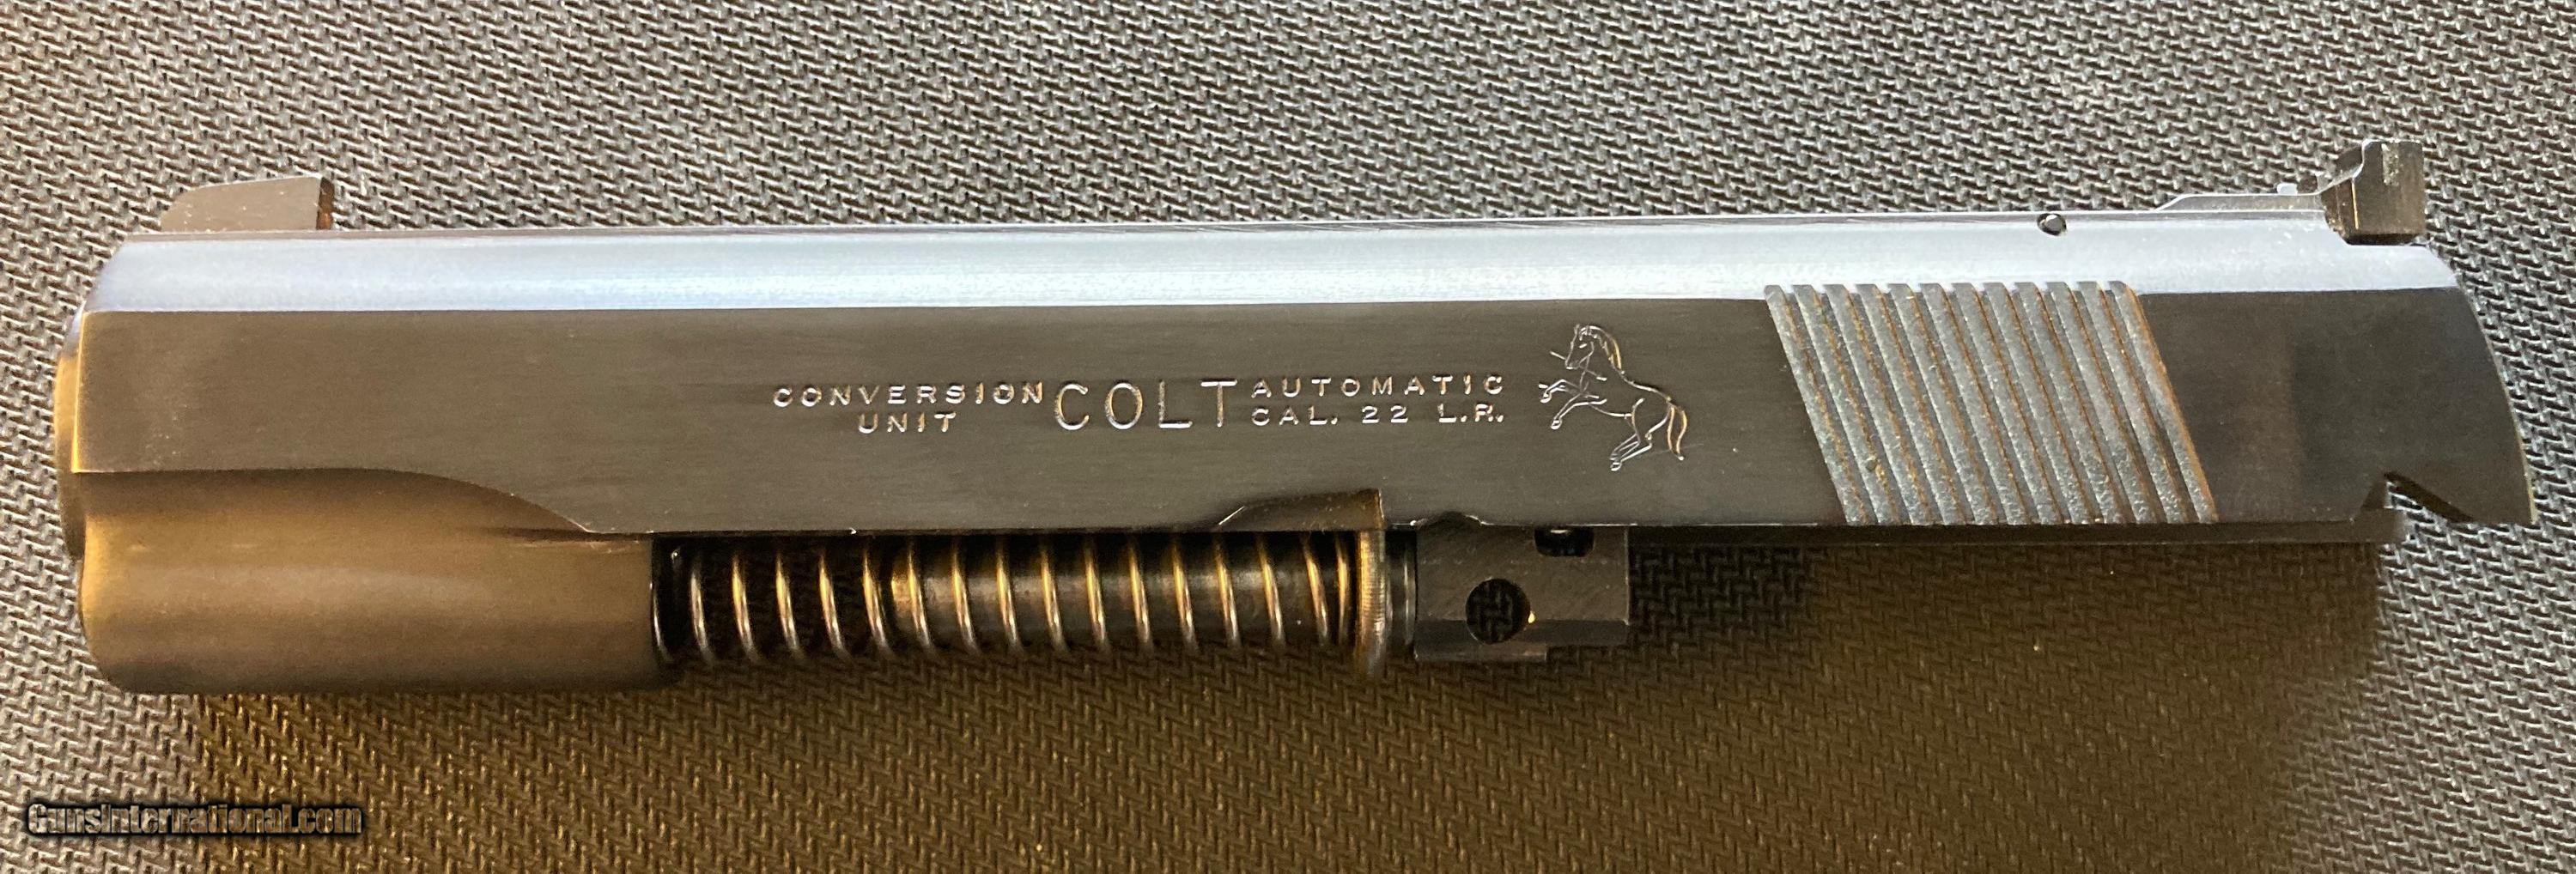 CONVERSION
UNIT
COLT
AUTOMATIC
CAL. 22 L.R.
GunsInternational.com